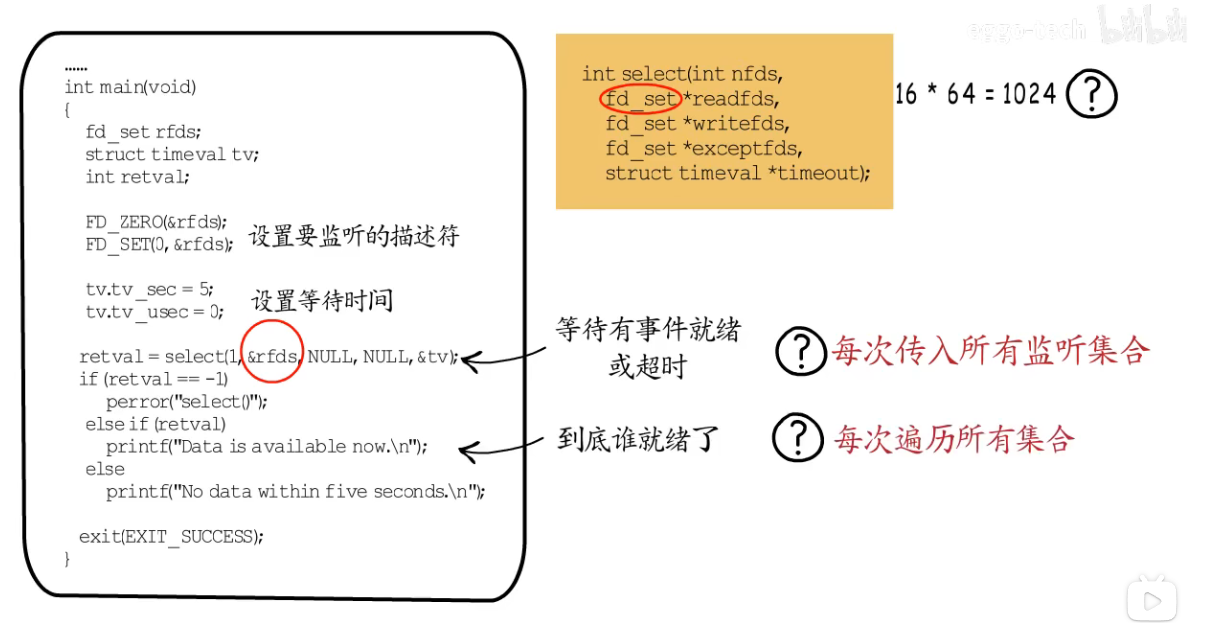 ......
int main(void)
{
fd_set rfds;
struct timeval tv;
int retval;
FD_ZERO(&rfds);
FD_SET(0, &rfds);
设置要监听的描述符
tv.tv_sec = 5;
tv.tv_usec = 0;
设置等待时间
retval = select(1, &rfds, NULL, NULL, &tv);
if (retval == -1)
perror("select()");
else if (retval)
printf("Data is available now.\n");
else
printf("No data within five seconds.\n");
exit(EXIT_SUCCESS);
}
int select(int nfds,
fd_set *readfds,
fd_set *writefds,
fd_set *exceptfds,
struct timeval *timeout);
16 * 64 = 1024 ?
等待有事件就绪
或超时
? 每次传入所有监听集合
到底谁就绪了
? 每次遍历所有集合
eggo-tech bilibili